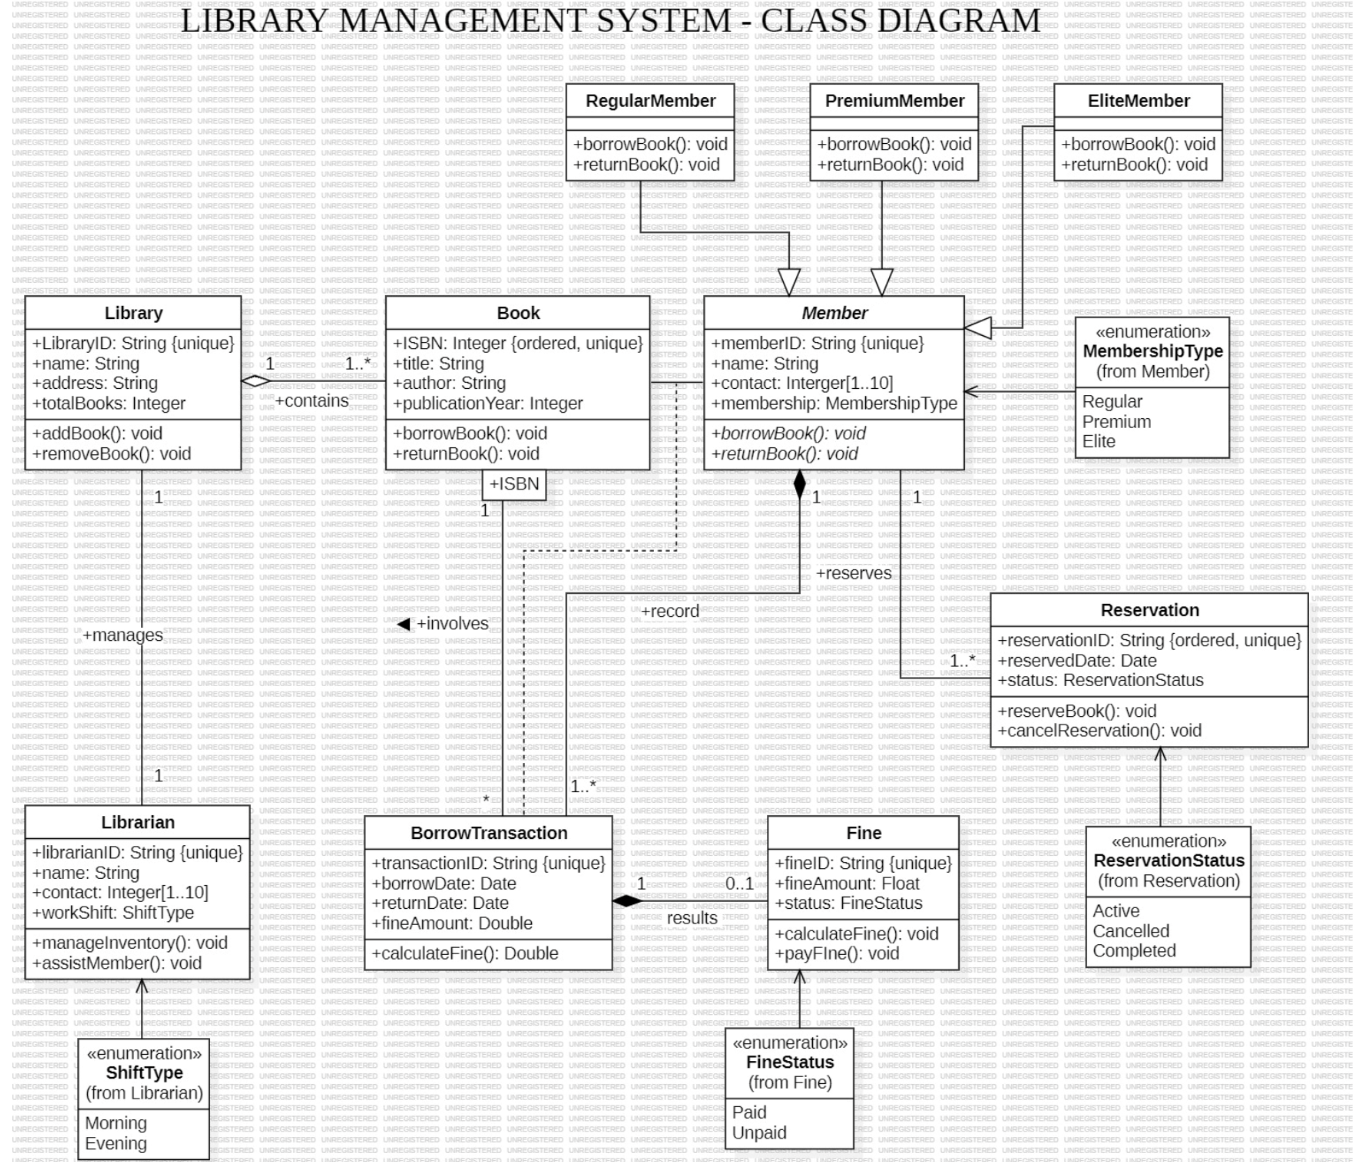 LIBRARY MANAGEMENT SYSTEM - CLASS DIAGRAM
RegularMember
+borrowBook(): void
+returnBook(): void
PremiumMember
+borrowBook(): void
+returnBook(): void
EliteMember
+borrowBook(): void
+returnBook(): void
Library
+LibraryID: String {unique}
+name: String
+address: String
+totalBooks: Integer
+addBook(): void
+removeBook(): void
1
1..*
+contains
Book
+ISBN: Integer {ordered, unique}
+title: String
+author: String
+publicationYear: Integer
+borrowBook(): void
+returnBook(): void
+ISBN
Member
+memberID: String {unique}
+name: String
+contact: Interger[1..10]
+membership: MembershipType
+borrowBook(): void
+returnBook(): void
«enumeration»
MembershipType
(from Member)
Regular
Premium
Elite
1
1
1
1
+reserves
+record
+involves
+manages
1..*
Reservation
+reservationID: String {ordered, unique}
+reservedDate: Date
+status: ReservationStatus
+reserveBook(): void
+cancelReservation(): void
1
*
1..*
Librarian
+librarianID: String {unique}
+name: String
+contact: Integer[1..10]
+workShift: ShiftType
+manageInventory(): void
+assistMember(): void
BorrowTransaction
+transactionID: String {unique}
+borrowDate: Date
+returnDate: Date
+fineAmount: Double
+calculateFine(): Double
1
0..1
results
Fine
+fineID: String {unique}
+fineAmount: Float
+status: FineStatus
+calculateFine(): void
+payFIne(): void
«enumeration»
ReservationStatus
(from Reservation)
Active
Cancelled
Completed
«enumeration»
ShiftType
(from Librarian)
Morning
Evening
«enumeration»
FineStatus
(from Fine)
Paid
Unpaid
UNREGISTERED